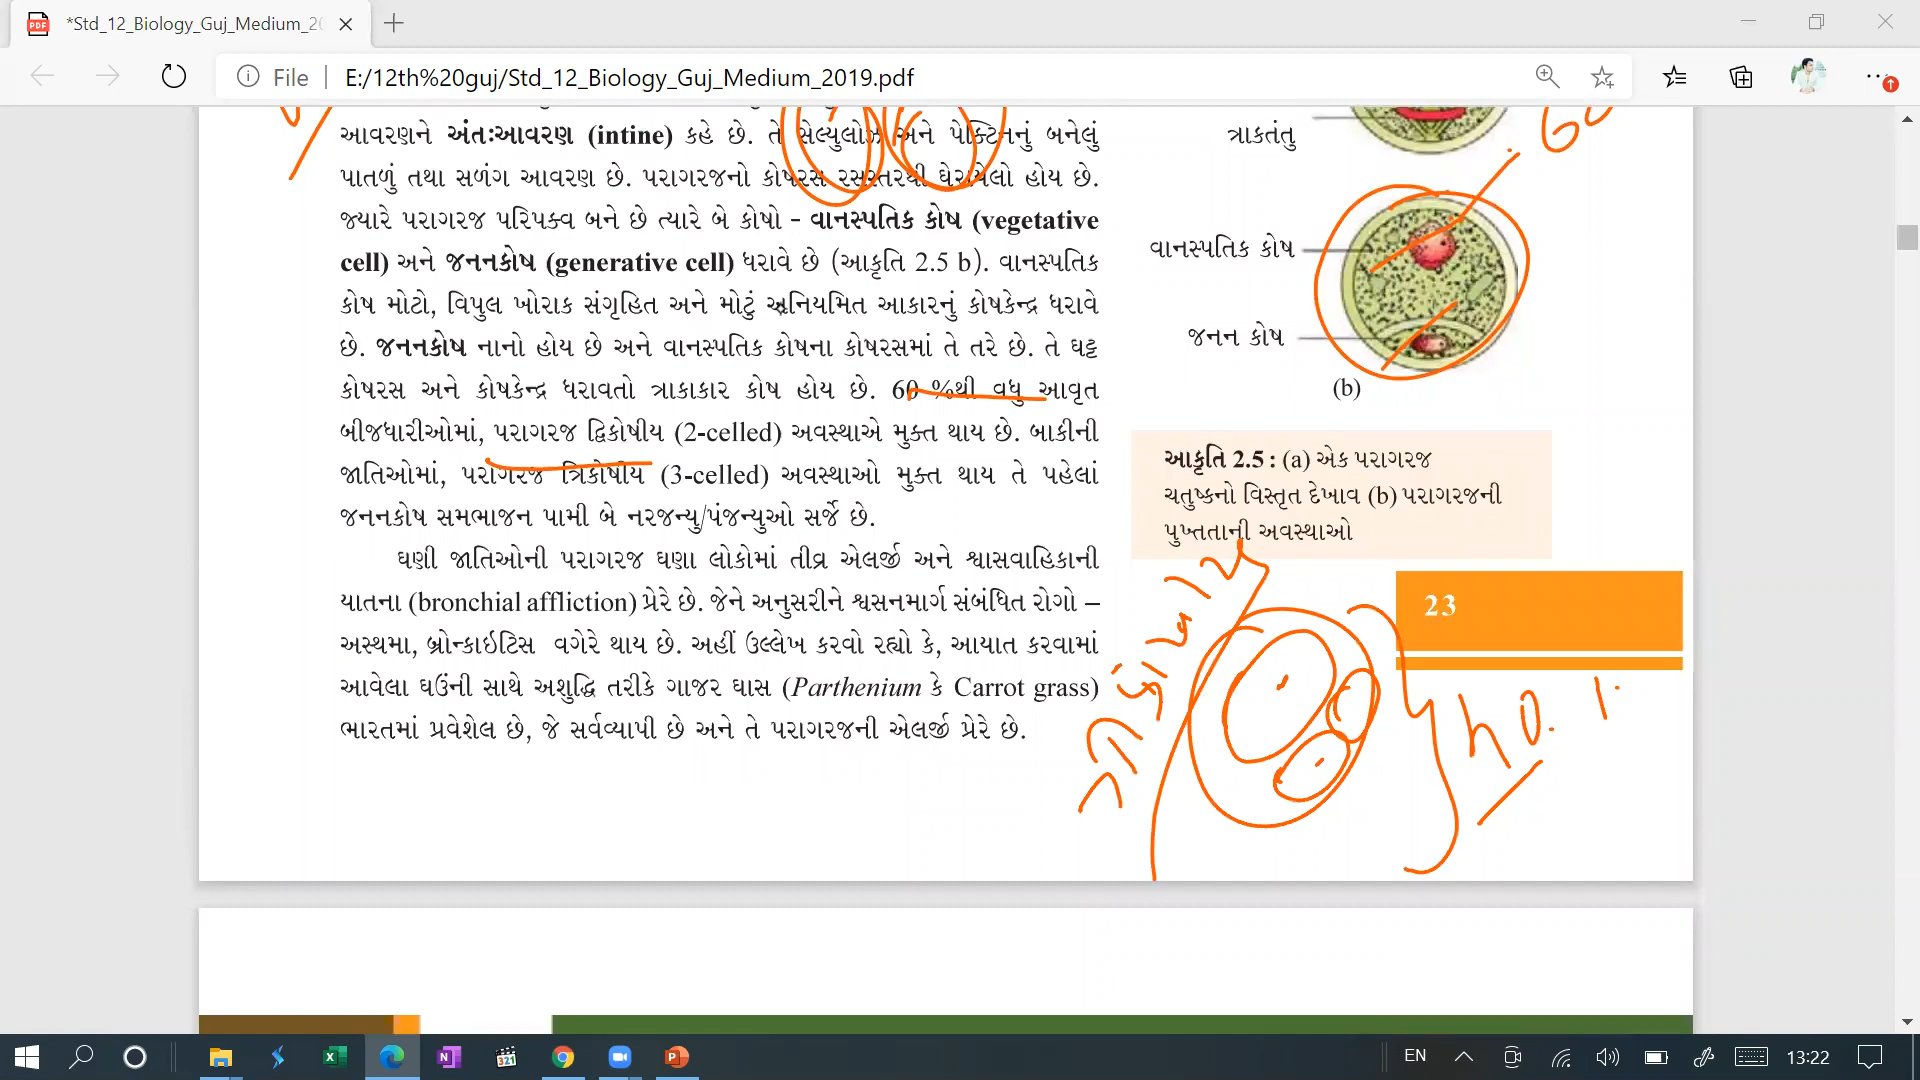 *Std_12_Biology_Guj_Medium_20
File
E:/12th%20guj/Std_12_Biology_Guj_Medium_2019.pdf
આવરણને અંતઃઆવરણ (intine) કહે છે. તે સેલ્યુલોઝ અને પેક્ટિનનું બનેલું
પાતળું તથા સળંગ આવરણ છે. પરાગરજનો કોષરસ રસસ્તરથી ઘેરાયેલો હોય છે.
જ્યારે પરાગરજ પરિપક્વ બને છે ત્યારે બે કોષો - વાનસ્પતિક કોષ (vegetative
cell) અને જનનકોષ (generative cell) ધરાવે છે (આકૃતિ 2.5 b). વાનસ્પતિક
કોષ મોટો, વિપુલ ખોરાક સંગૃહિત અને મોટું અનિયમિત આકારનું કોષકેન્દ્ર ધરાવે
છે. જનનકોષ નાનો હોય છે અને વાનસ્પતિક કોષના કોષરસમાં તે તરે છે. તે ઘટ્ટ
કોષરસ અને કોષકેન્દ્ર ધરાવતો ત્રાકાકાર કોષ હોય છે. 60 %થી વધુ આવૃત
બીજધારીઓમાં, પરાગરજ દ્વિકોષીય (2-celled) અવસ્થાએ મુક્ત થાય છે. બાકીની
જાતિઓમાં, પરાગરજ ત્રિકોષીય (3-celled) અવસ્થાઓ મુક્ત થાય તે પહેલાં
જનનકોષ સમભાજન પામી બે નરજન્યુ/પુંજન્યુઓ સર્જે છે.
ઘણી જાતિઓની પરાગરજ ઘણા લોકોમાં તીવ્ર એલર્જી અને શ્વાસવાહિકાની
યાતના (bronchial affliction) પ્રેરે છે. જેને અનુસરીને શ્વસનમાર્ગ સંબંધિત રોગો –
અસ્થમા, બ્રોન્કાઇટિસ વગેરે થાય છે. અહીં ઉલ્લેખ કરવો રહ્યો કે, આયાત કરવામાં
આવેલા ઘઉંની સાથે અશુદ્ધિ તરીકે ગાજર ઘાસ (Parthenium કે Carrot grass)
ભારતમાં પ્રવેશેલ છે, જે સર્વવ્યાપી છે અને તે પરાગરજની એલર્જી પ્રેરે છે.
ત્રાકતંતુ
60
વાનસ્પતિક કોષ
જનન કોષ
(b)
આકૃતિ 2.5 : (a) એક પરાગરજ
ચતુષ્કનો વિસ્તૃત દેખાવ (b) પરાગરજની
પુખ્તતાની અવસ્થાઓ
23
EN
13:22